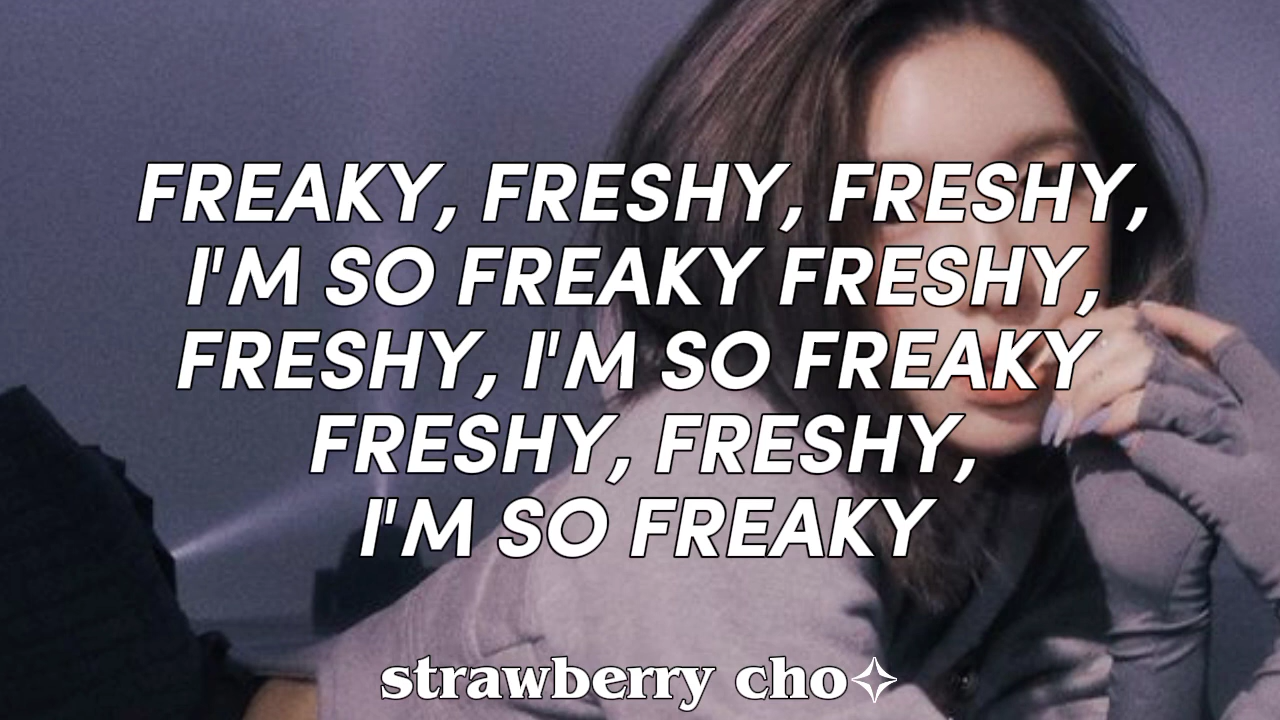 FREAKY, FRESHY, FRESHY,
I'M SO FREAKY FRESHY,
FRESHY, I'M SO FREAKY
FRESHY, FRESHY,
I'M SO FREAKY
strawberry cho✧